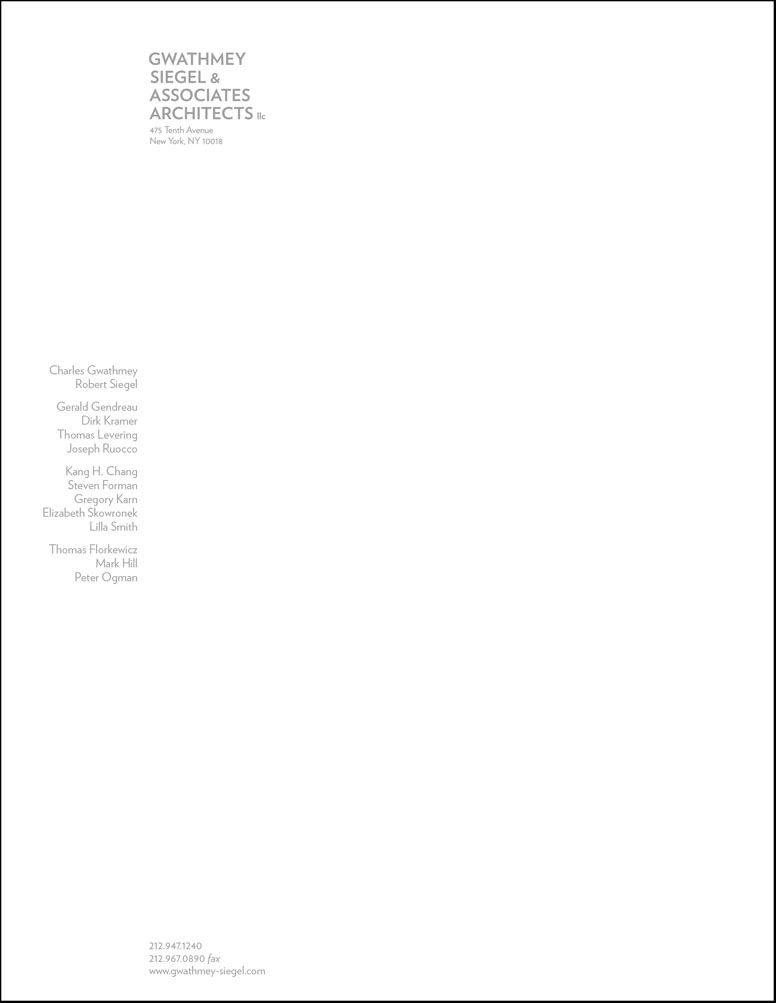 GWATHMEY
SIEGEL &
ASSOCIATES
ARCHITECTS llc
475 Tenth Avenue
New York, NY 10018
Charles Gwathmey
Robert Siegel
Gerald Gendreau
Dirk Kramer
Thomas Levering
Joseph Ruocco
Kang H. Chang
Steven Forman
Gregory Karn
Elizabeth Skowronek
Lilla Smith
Thomas Florkewicz
Mark Hill
Peter Ogman
212.947.1240
212.967.0890 fax
www.gwathmey-siegel.com